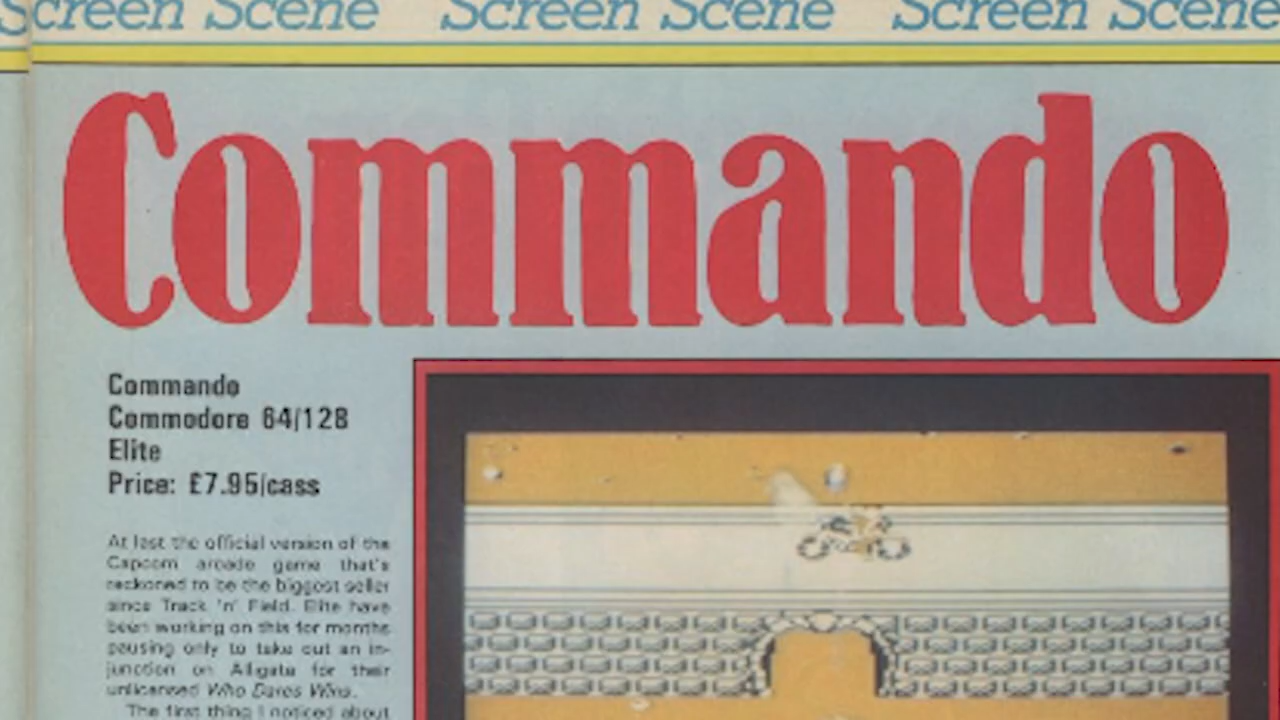 Screen Scene Screen Scene Screen Scene
Commando
Commando
Commodore 64/128
Elite
Price: £7.95/cass
At last the official version of the
Capcom arcade game that's
reckoned to be the biggest seller
since Track 'n' Field. Elite have
been working on this for months
pausing only to take out an in-
junction on Alligata for their
unlicensed Who Dares Wins.
The first thing I noticed about